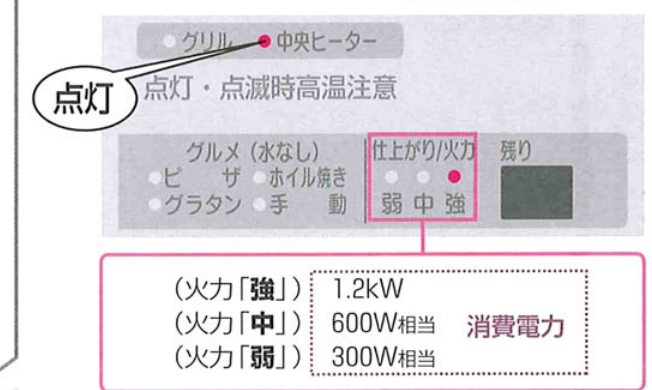 グリル 中央ヒーター
点灯
点灯・点滅時高温注意
グルメ（水なし） 仕上がり/火力 残り
ピザ ホイル焼き
グラタン 手動 弱 中 強
（火力「強」） 1.2kW
（火力「中」） 600W相当 消費電力
（火力「弱」） 300W相当